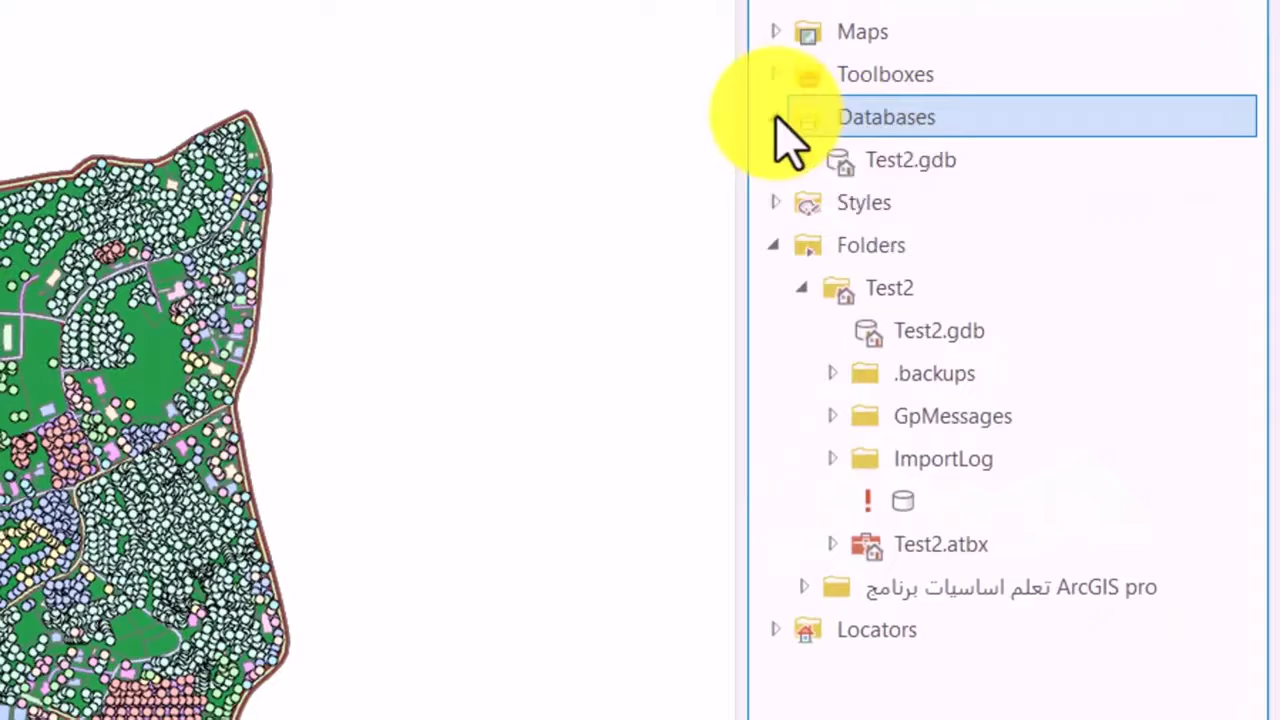 Maps
Toolboxes
Databases
Test2.gdb
Styles
Folders
Test2
Test2.gdb
.backups
GpMessages
ImportLog
Test2.atbx
تعلم اساسيات برنامج ArcGIS pro
Locators